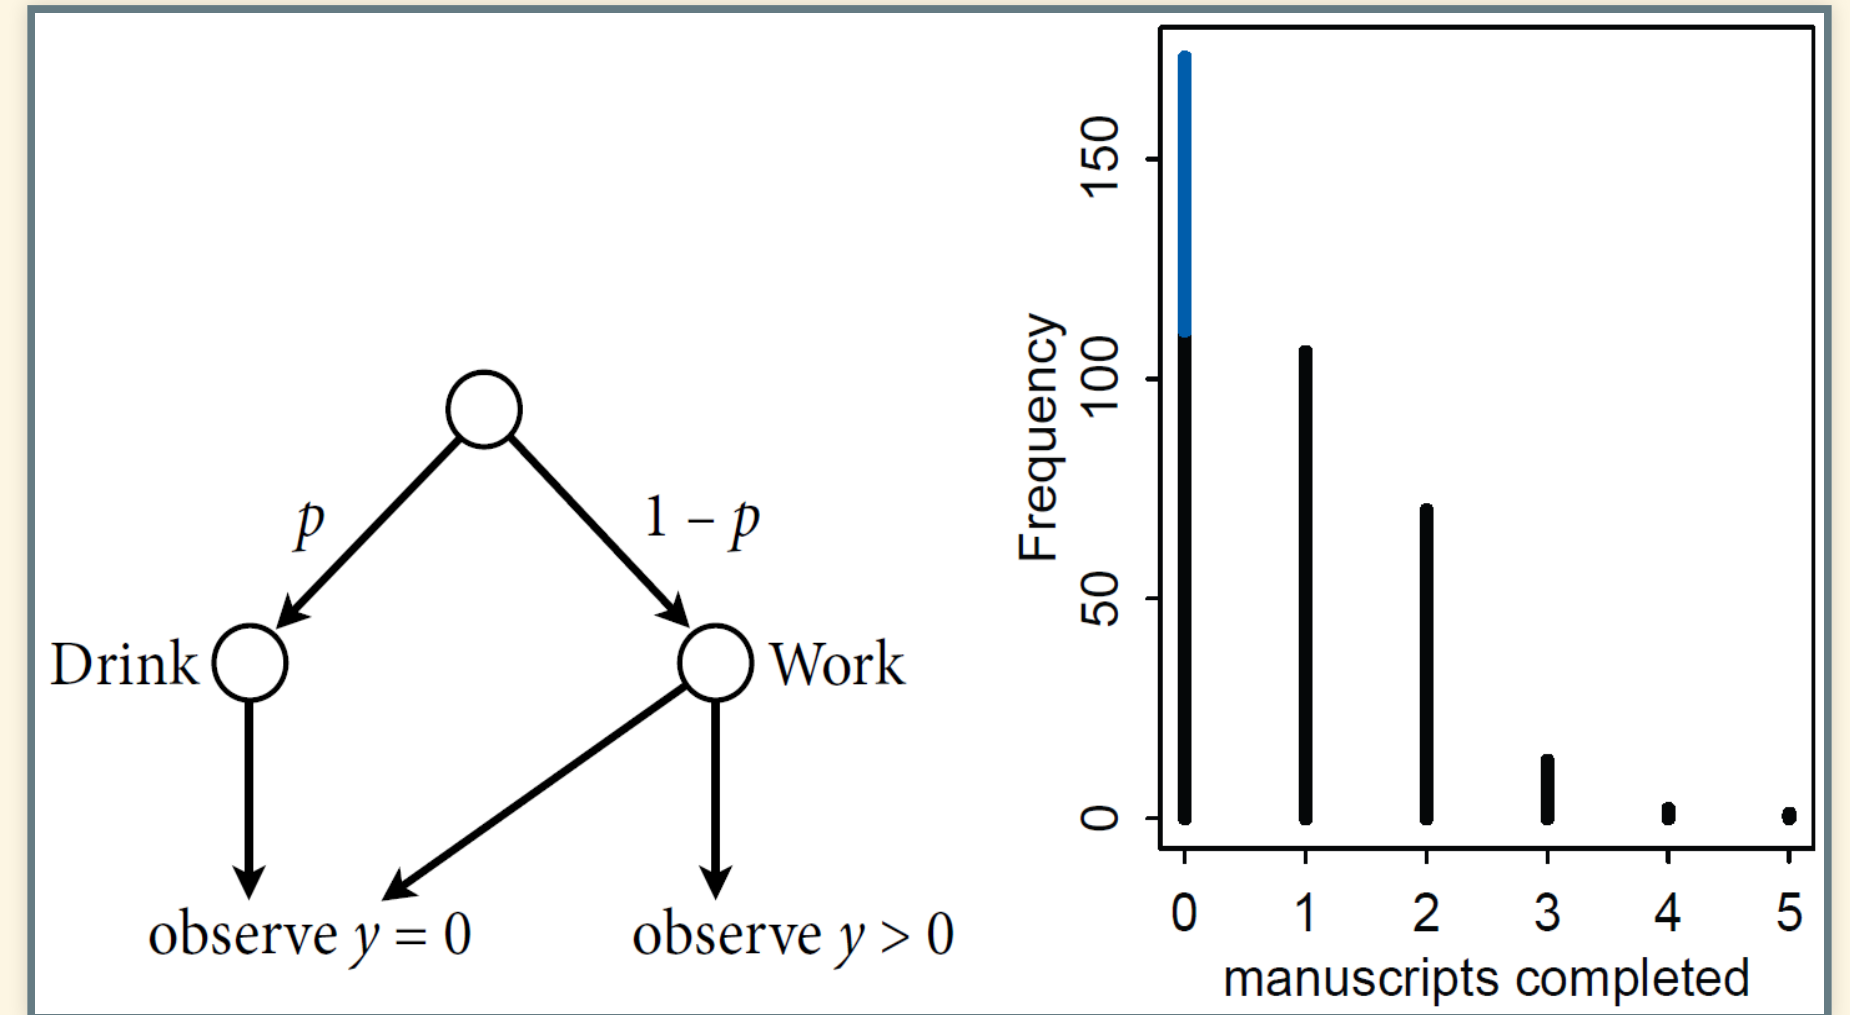 p
1 – p
Drink
Work
observe y = 0
observe y > 0
Frequency
150
100
50
0
0 1 2 3 4 5
manuscripts completed